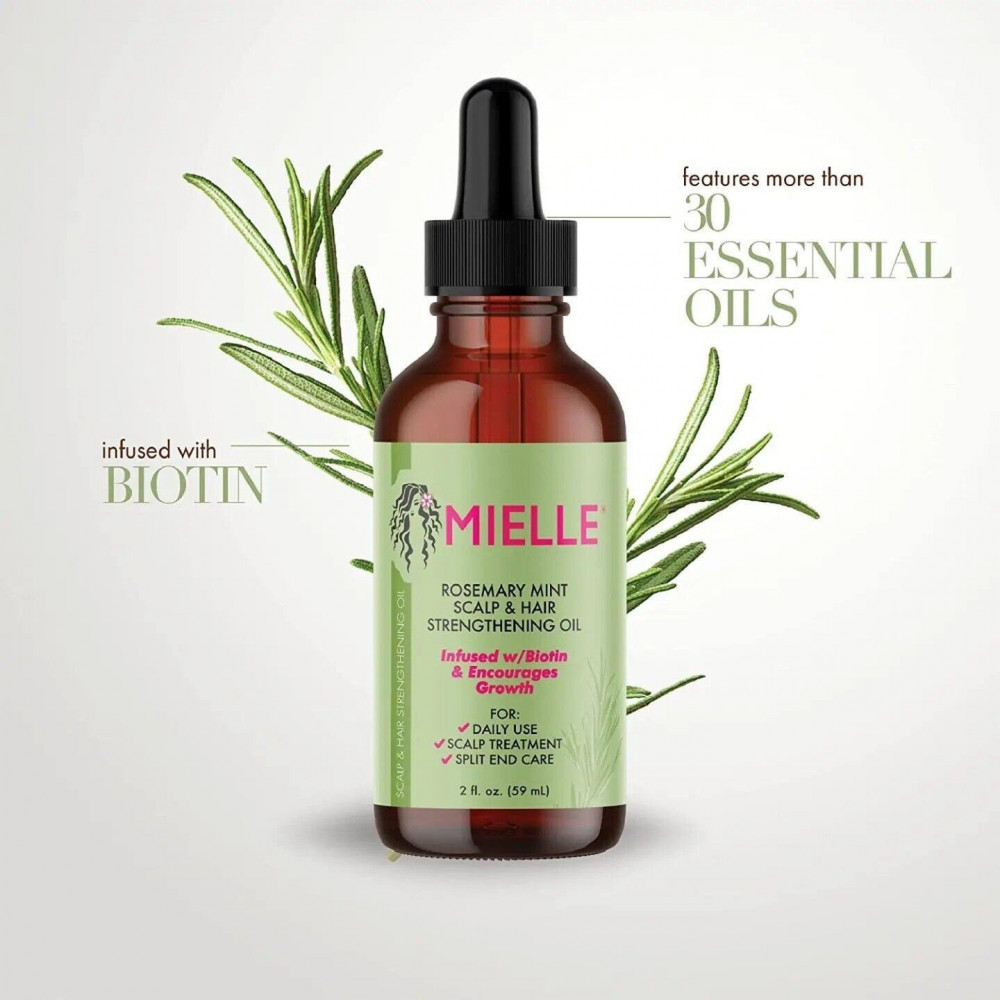 features more than
30
ESSENTIAL
OILS
infused with
BIOTIN
MIELLE®
ROSEMARY MINT
SCALP & HAIR
STRENGTHENING OIL
Infused w/Biotin
& Encourages
Growth
FOR:
✓ DAILY USE
✓ SCALP TREATMENT
✓ SPLIT END CARE
2 fl. oz. (59 mL)
SCALP & HAIR STRENGTHENING OIL